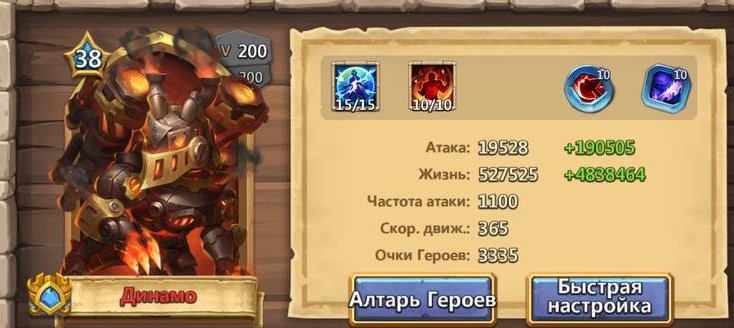 38
V 200
200
15/15
10/10
10
10
Атака: 19528 +190505
Жизнь: 527525 +4838464
Частота атаки: 1100
Скор. движ.: 365
Очки Героев: 3335
Динамо
Алтарь Героев
Быстрая
настройка